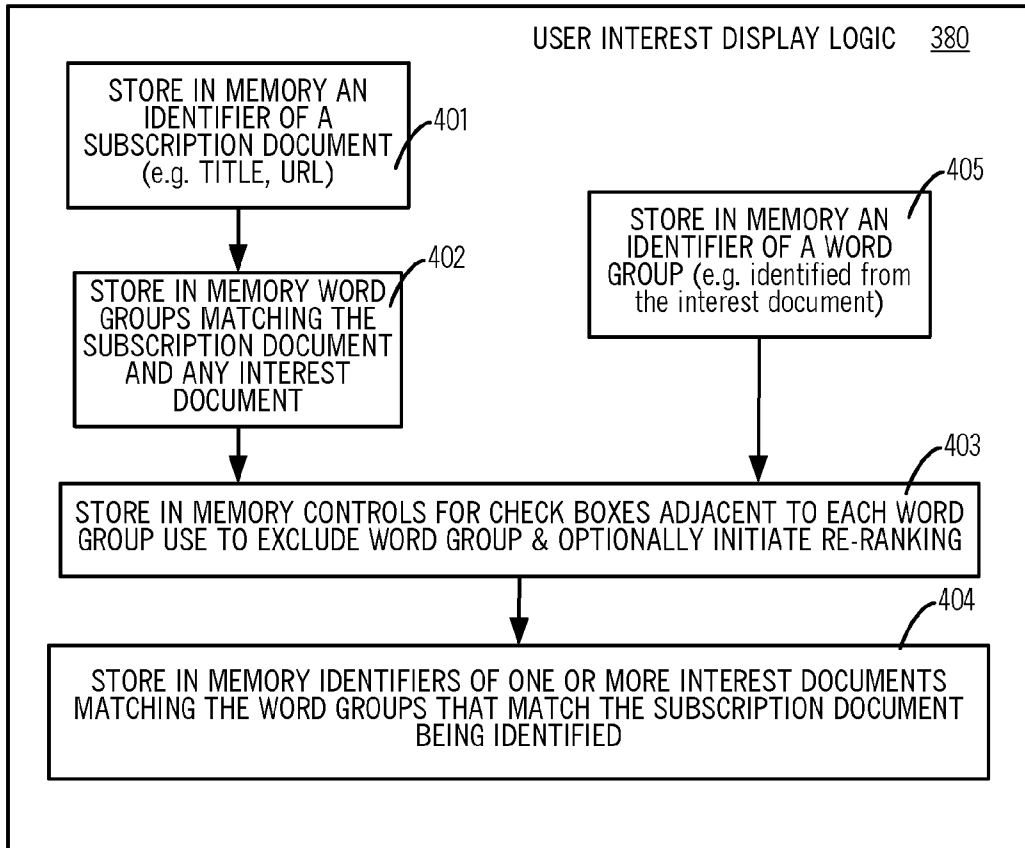 USER INTEREST DISPLAY LOGIC 380
STORE IN MEMORY AN
IDENTIFIER OF A
SUBSCRIPTION DOCUMENT
(e.g. TITLE, URL)
401
STORE IN MEMORY WORD
GROUPS MATCHING THE
SUBSCRIPTION DOCUMENT
AND ANY INTEREST
DOCUMENT
402
STORE IN MEMORY AN
IDENTIFIER OF A WORD
GROUP (e.g. identified from
the interest document)
405
STORE IN MEMORY CONTROLS FOR CHECK BOXES ADJACENT TO EACH WORD
GROUP USE TO EXCLUDE WORD GROUP & OPTIONALLY INITIATE RE-RANKING
403
STORE IN MEMORY IDENTIFIERS OF ONE OR MORE INTEREST DOCUMENTS
MATCHING THE WORD GROUPS THAT MATCH THE SUBSCRIPTION DOCUMENT
BEING IDENTIFIED
404